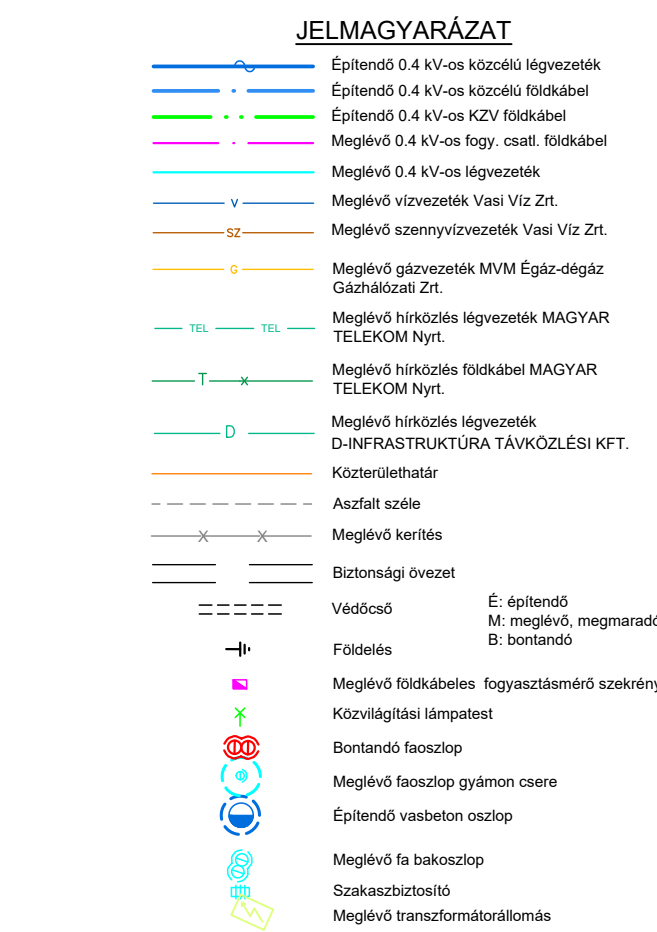 JELMAGYARÁZAT
Építendő 0.4 kV-os közcélú légvezeték
Építendő 0.4 kV-os közcélú földkábel
Építendő 0.4 kV-os KZV földkábel
Meglévő 0.4 kV-os fogy. csatl. földkábel
Meglévő 0.4 kV-os légvezeték
V Meglévő vízvezeték Vasi Víz Zrt.
SZ Meglévő szennyvízvezeték Vasi Víz Zrt.
G Meglévő gázvezeték MVM Égáz-dégáz
Gázhálózati Zrt.
Meglévő hírközlés légvezeték MAGYAR
TEL TEL TELEKOM Nyrt.
Meglévő hírközlés földkábel MAGYAR
T x TELEKOM Nyrt.
Meglévő hírközlés légvezeték
D D-INFRASTRUKTÚRA TÁVKÖZLÉSI KFT.
Közterülethatár
Aszfalt széle
X X Meglévő kerítés
Biztonsági övezet
Védőcső
É: építendő
M: meglévő, megmaradó
B: bontandó
Földelés
Meglévő földkábeles fogyasztásmérő szekrény
Közvilágítási lámpatest
Bontandó faoszlop
Meglévő faoszlop gyámon csere
Építendő vasbeton oszlop
Meglévő fa bakoszlop
Szakaszbiztosító
Meglévő transzformátorállomás